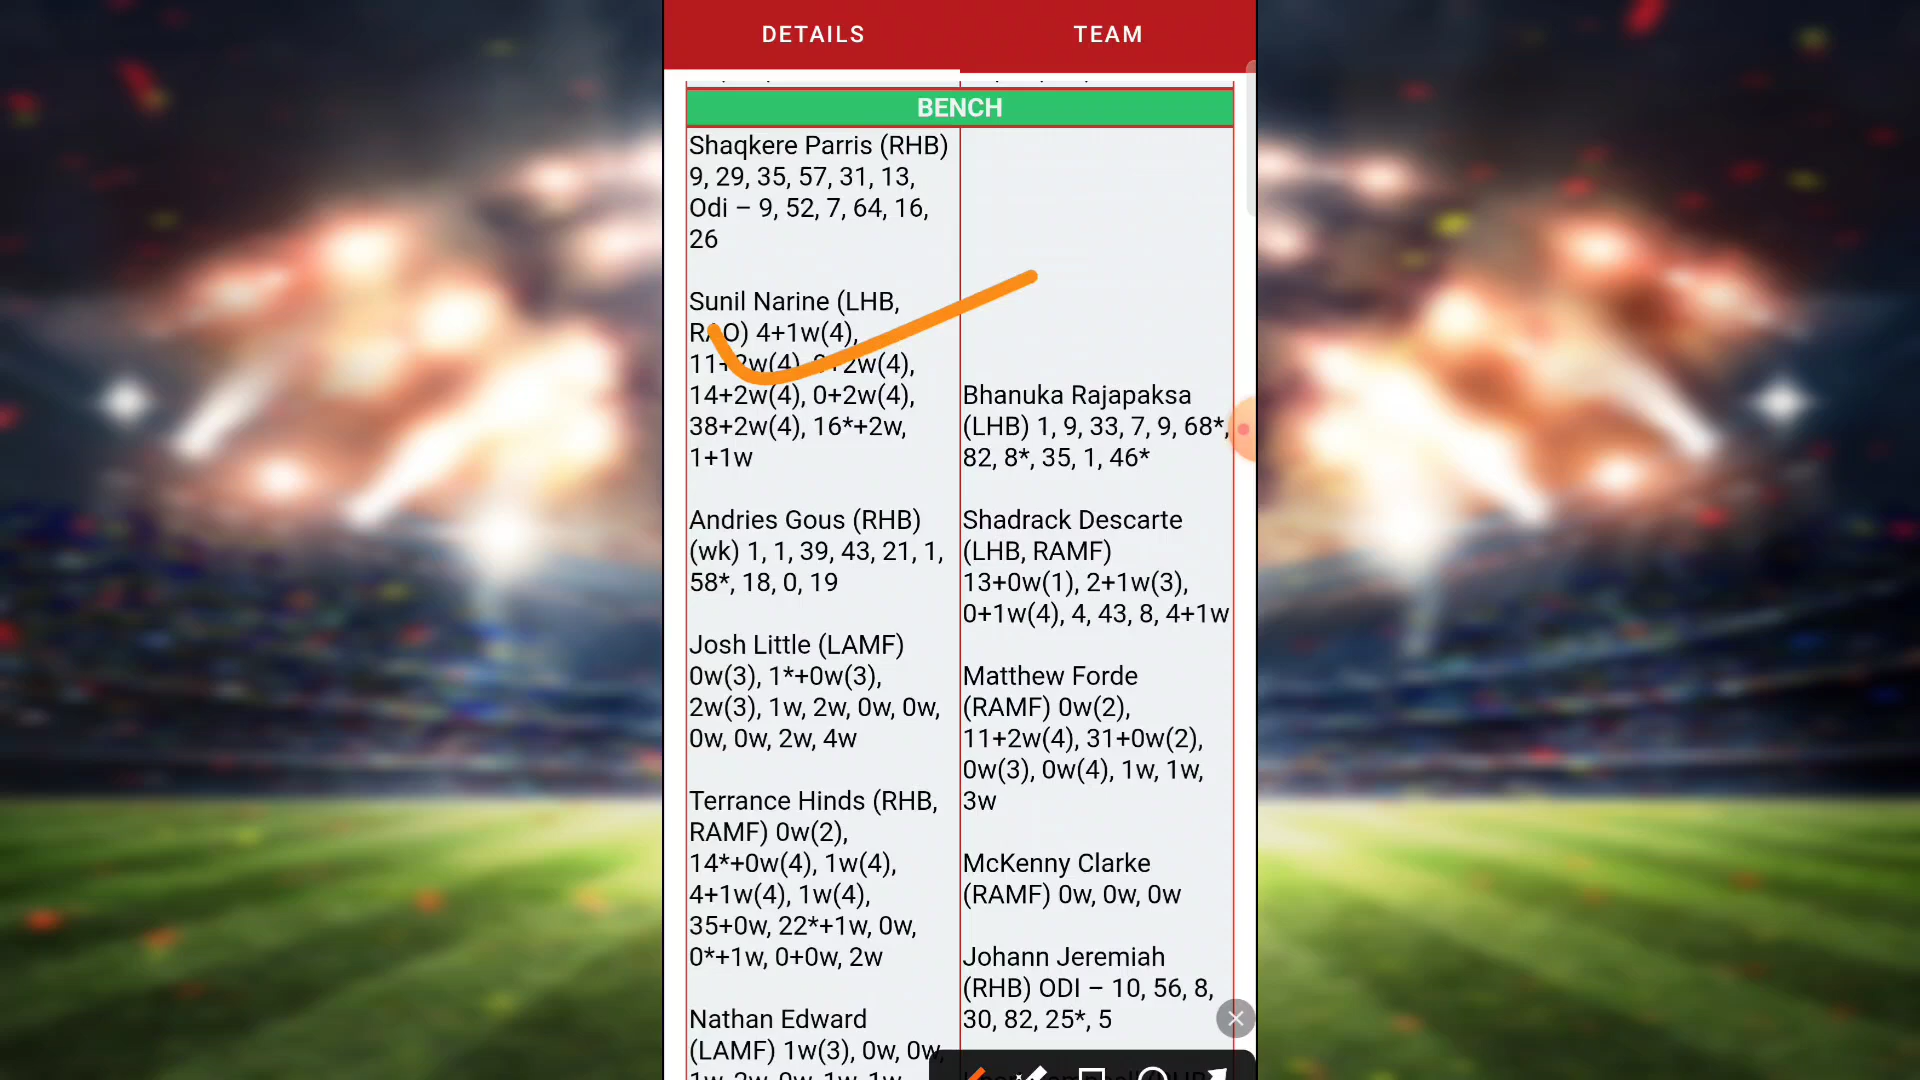 DETAILS
TEAM
BENCH
Shaqkere Parris (RHB)
9, 29, 35, 57, 31, 13,
Odi – 9, 52, 7, 64, 16,
26
Sunil Narine (LHB,
RAO) 4+1w(4),
11+2w(4), 0+2w(4),
14+2w(4), 0+2w(4),
38+2w(4), 16*+2w,
1+1w
Andries Gous (RHB)
(wk) 1, 1, 39, 43, 21, 1,
58*, 18, 0, 19
Josh Little (LAMF)
0w(3), 1*+0w(3),
2w(3), 1w, 2w, 0w, 0w,
0w, 0w, 2w, 4w
Terrance Hinds (RHB,
RAMF) 0w(2),
14*+0w(4), 1w(4),
4+1w(4), 1w(4),
35+0w, 22*+1w, 0w,
0*+1w, 0+0w, 2w
Nathan Edward
(LAMF) 1w(3), 0w, 0w,
Bhanuka Rajapaksa
(LHB) 1, 9, 33, 7, 9, 68*,
82, 8*, 35, 1, 46*
Shadrack Descarte
(LHB, RAMF)
13+0w(1), 2+1w(3),
0+1w(4), 4, 43, 8, 4+1w
Matthew Forde
(RAMF) 0w(2),
11+2w(4), 31+0w(2),
0w(3), 0w(4), 1w, 1w,
3w
McKenny Clarke
(RAMF) 0w, 0w, 0w
Johann Jeremiah
(RHB) ODI – 10, 56, 8,
30, 82, 25*, 5